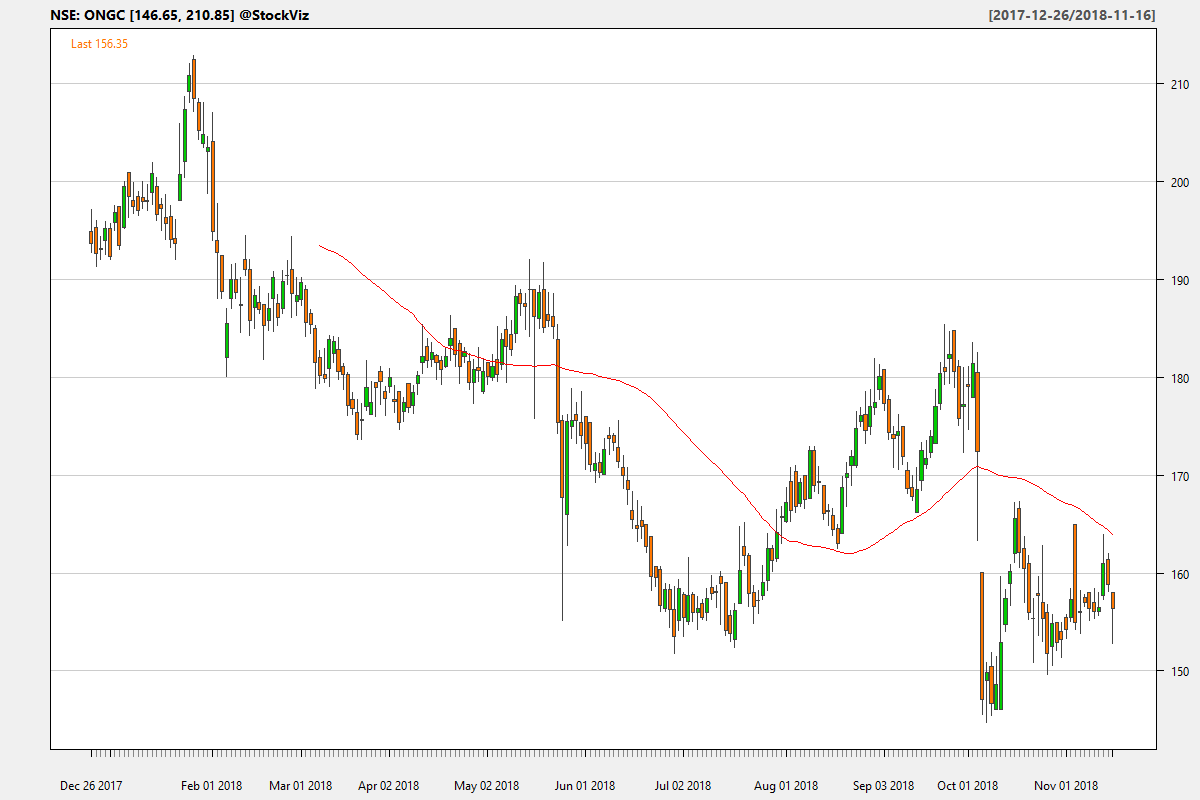 NSE: ONGC [146.65, 210.85] @StockViz
[2017-12-26/2018-11-16]
Last 156.35
210
200
190
180
170
160
150
Dec 26 2017
Feb 01 2018
Mar 01 2018
Apr 02 2018
May 02 2018
Jun 01 2018
Jul 02 2018
Aug 01 2018
Sep 03 2018
Oct 01 2018
Nov 01 2018